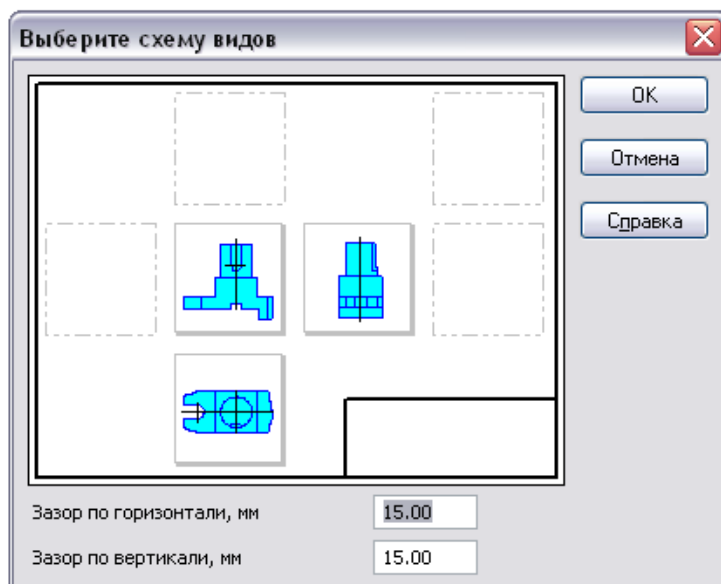 Выберите схему видов
OK
Отмена
Справка
Зазор по горизонтали, мм 15.00
Зазор по вертикали, мм 15.00